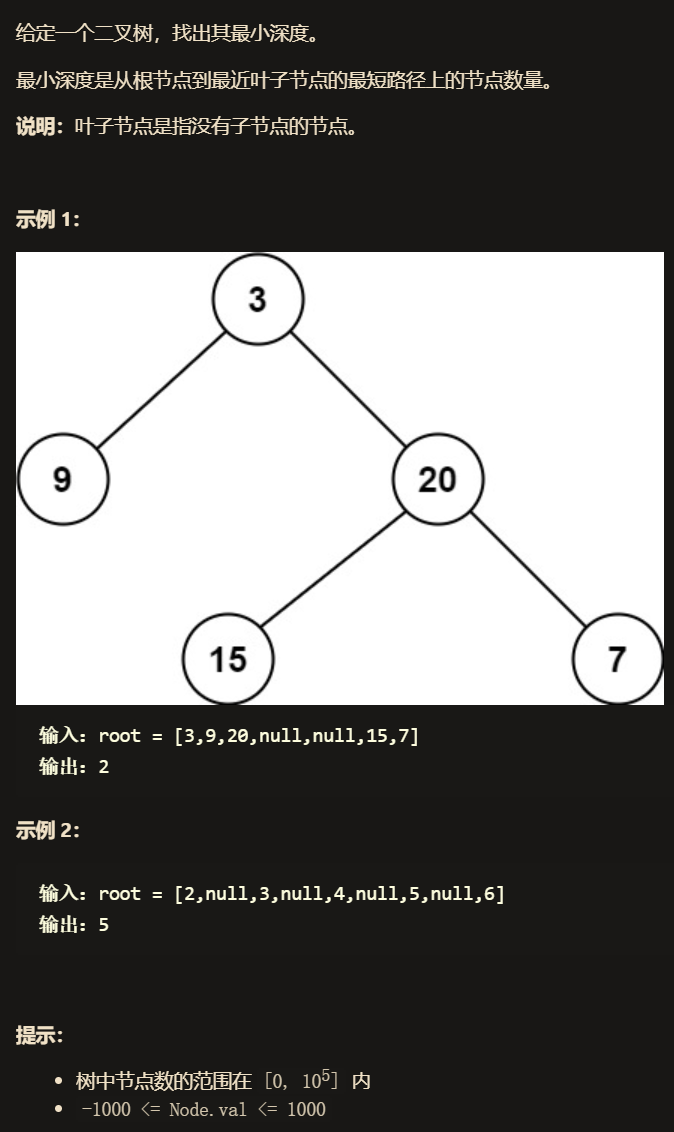 给定一个二叉树，找出其最小深度。
最小深度是从根节点到最近叶子节点的最短路径上的节点数量。
说明：叶子节点是指没有子节点的节点。
示例 1：
3
9
20
15
7
输入：root = [3,9,20,null,null,15,7]
输出：2
示例 2：
输入：root = [2,null,3,null,4,null,5,null,6]
输出：5
提示：
• 树中节点数的范围在 [0, 10⁵] 内
• -1000 <= Node.val <= 1000